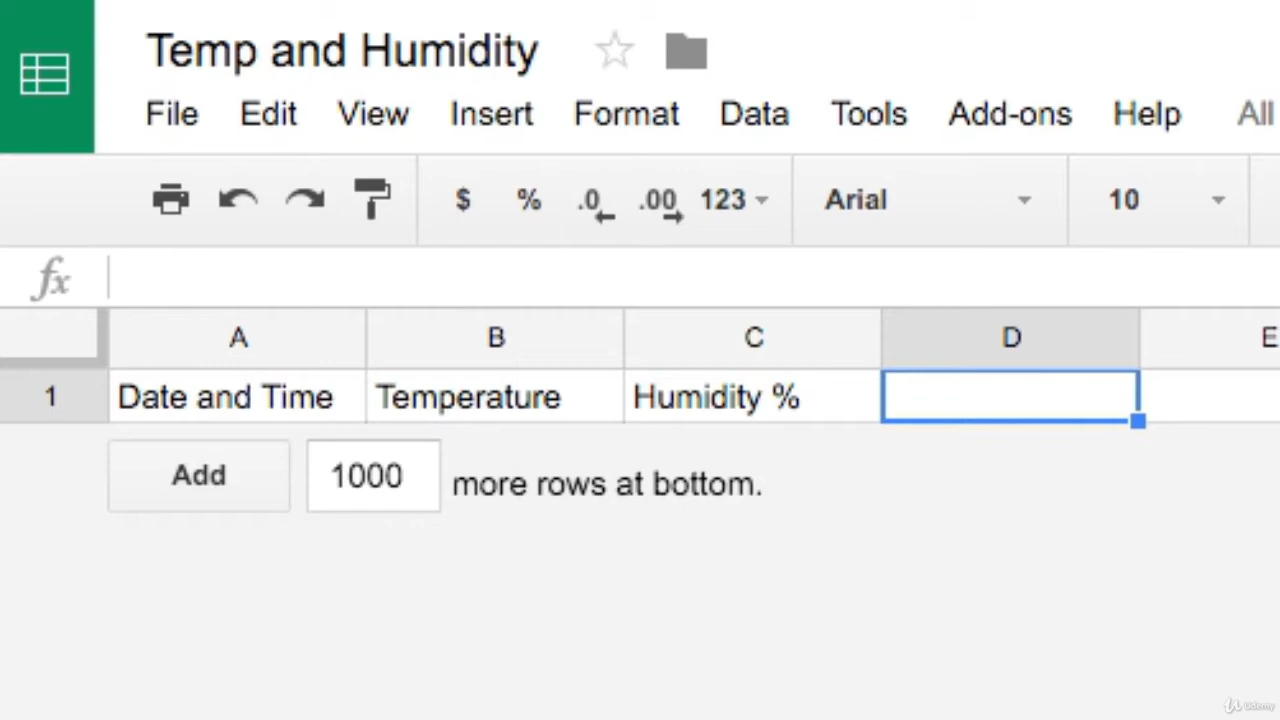 Temp and Humidity
File Edit View Insert Format Data Tools Add-ons Help All
$ % .0 .00 123 Arial 10
fx
A B C D E
1 Date and Time Temperature Humidity %
Add 1000 more rows at bottom.
Udemy